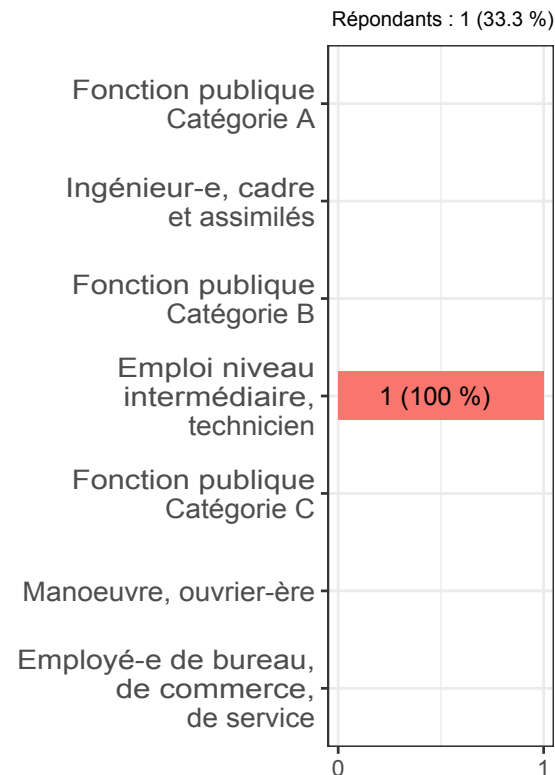 Répondants : 1 (33.3 %)
Fonction publique
Catégorie A
Ingénieur-e, cadre
et assimilés
Fonction publique
Catégorie B
Emploi niveau
intermédiaire,
technicien
1 (100 %)
Fonction publique
Catégorie C
Manoeuvre, ouvrier-ère
Employé-e de bureau,
de commerce,
de service
0 1